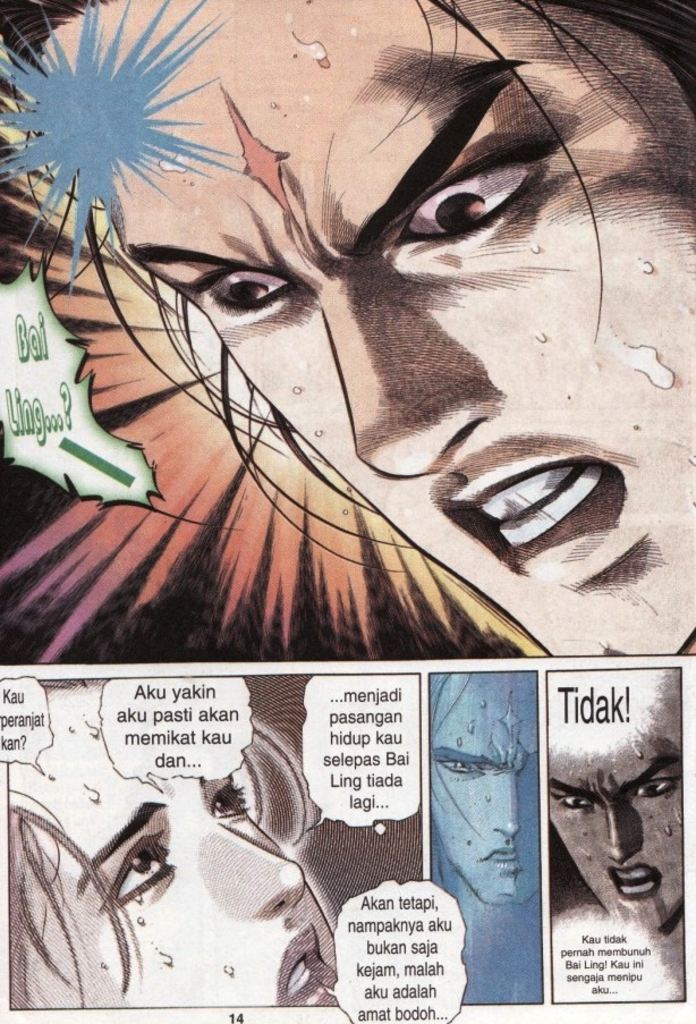 Bai
Ling...?
Kau
peranjat
kan?
Aku yakin
aku pasti akan
memikat kau
dan...
...menjadi
pasangan
hidup kau
selepas Bai
Ling tiada
lagi...
Akan tetapi,
nampaknya aku
bukan saja
kejam, malah
aku adalah
amat bodoh...
Tidak!
Kau tidak
pernah membunuh
Bai Ling! Kau ini
sengaja menipu
aku...
14